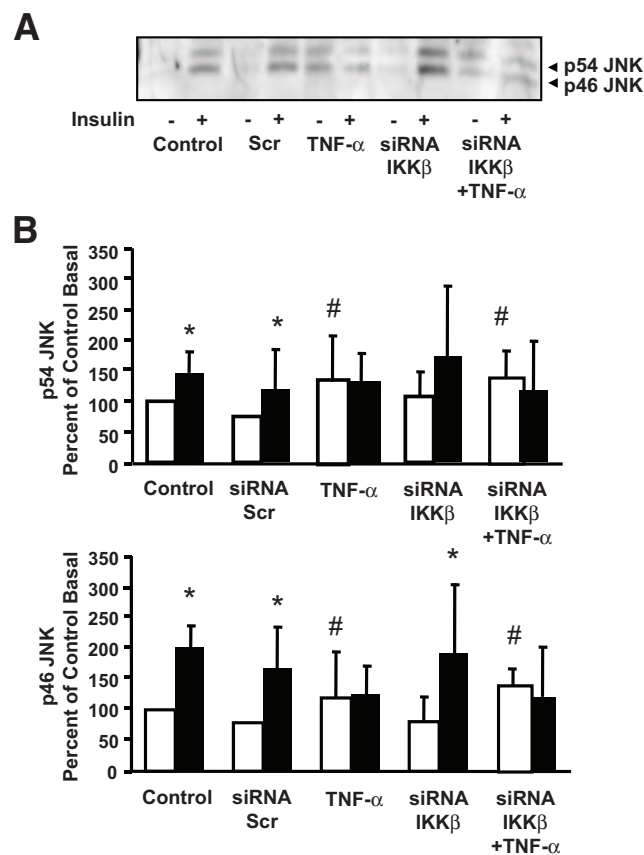 A
p54 JNK
p46 JNK
Insulin - + - + - + - + - +
Control Scr TNF-α siRNA siRNA
IKKβ IKKβ
+TNF-α
B
p54 JNK
Percent of Control Basal
350
300
250
200
150
100
50
0
* * # #
Control siRNA TNF-α siRNA siRNA
Scr IKKβ IKKβ
+TNF-α
p46 JNK
Percent of Control Basal
350
300
250
200
150
100
50
0
* * # * #
Control siRNA TNF-α siRNA siRNA
Scr IKKβ IKKβ
+TNF-α